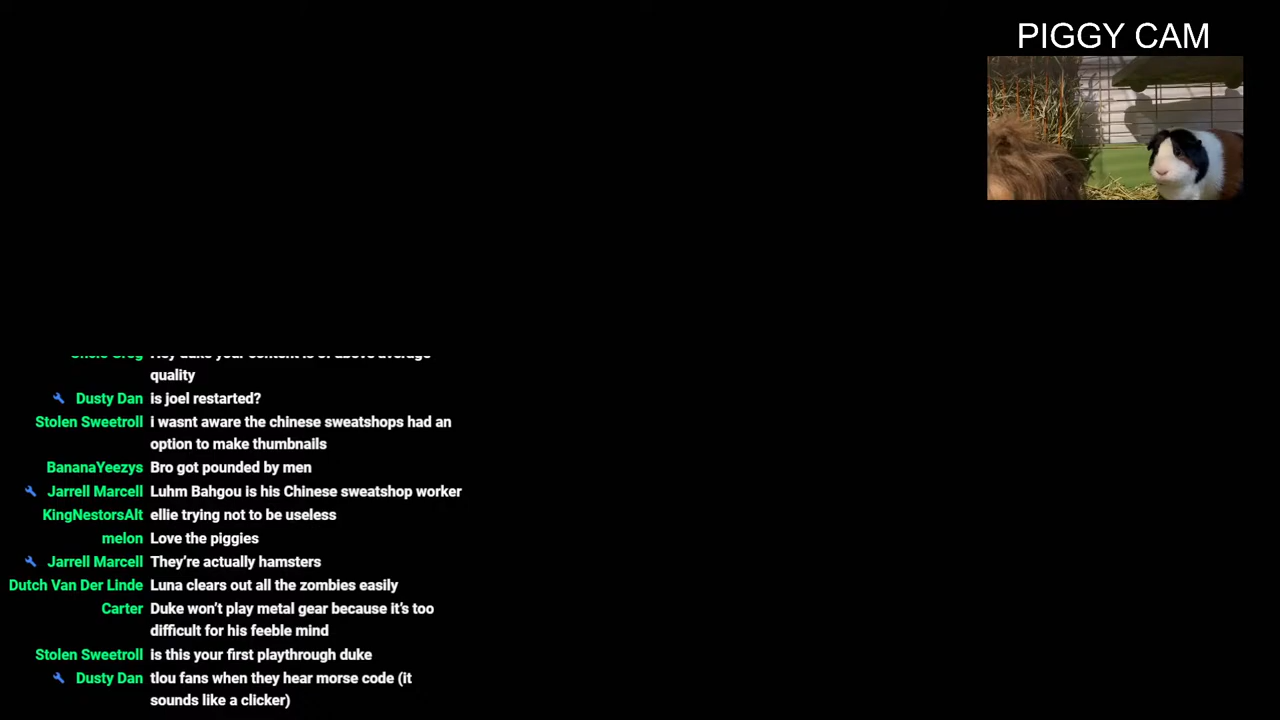 PIGGY CAM
quality
Dusty Dan is joel restarted?
Stolen Sweetroll i wasnt aware the chinese sweatshops had an
option to make thumbnails
BananaYeezys Bro got pounded by men
Jarrell Marcell Luhm Bahgou is his Chinese sweatshop worker
KingNestorsAlt ellie trying not to be useless
melon Love the piggies
Jarrell Marcell They’re actually hamsters
Dutch Van Der Linde Luna clears out all the zombies easily
Carter Duke won’t play metal gear because it’s too
difficult for his feeble mind
Stolen Sweetroll is this your first playthrough duke
Dusty Dan tlou fans when they hear morse code (it
sounds like a clicker)